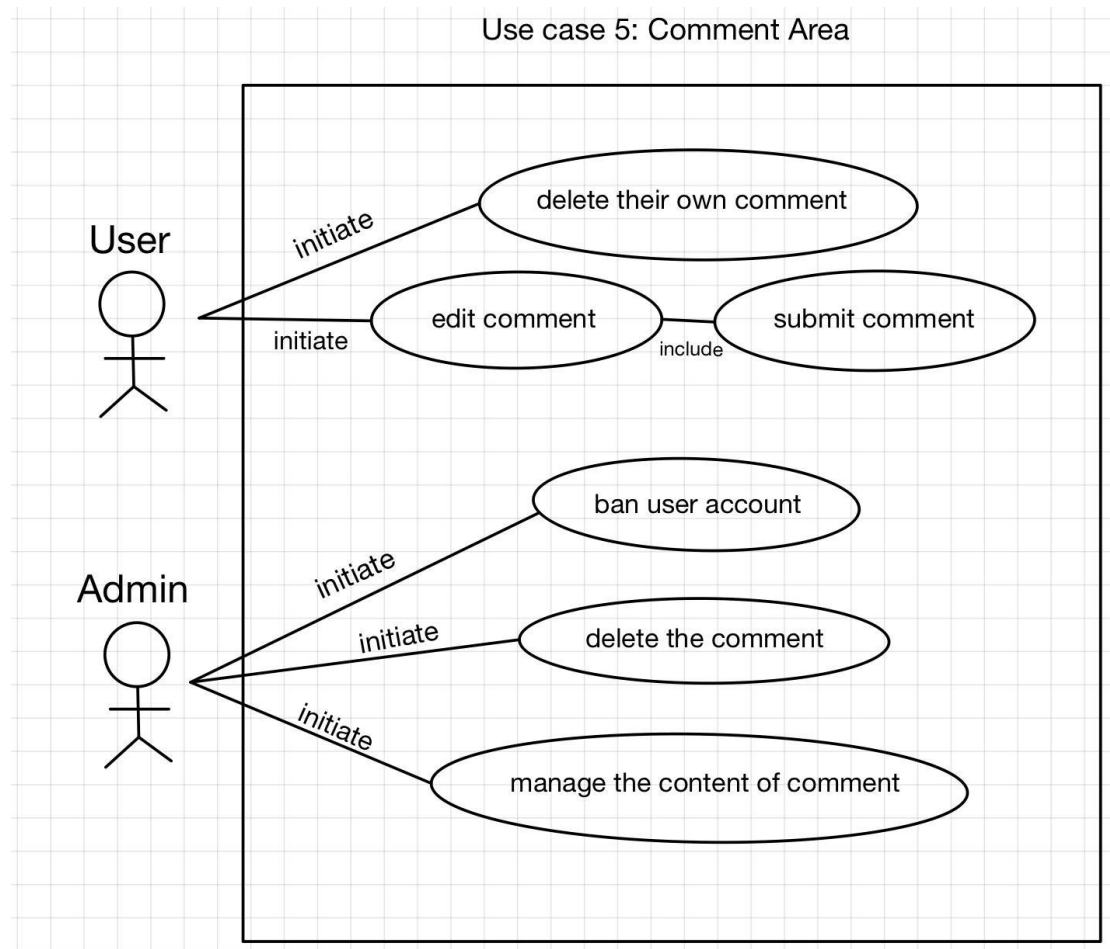 Use case 5: Comment Area
User
initiate
delete their own comment
initiate
edit comment
include
submit comment
Admin
initiate
ban user account
initiate
delete the comment
initiate
manage the content of comment